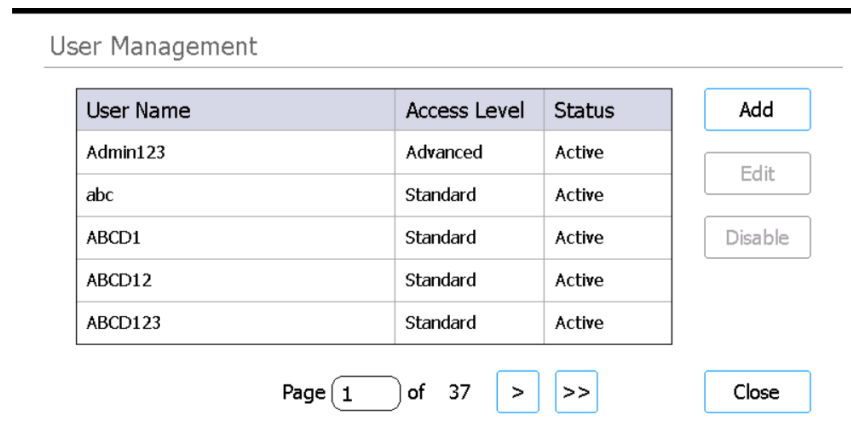 User Management
User Name Access Level Status Add
Admin123 Advanced Active
Edit
abc Standard Active
ABCD1 Standard Active Disable
ABCD12 Standard Active
ABCD123 Standard Active
Page 1 of 37 > >> Close